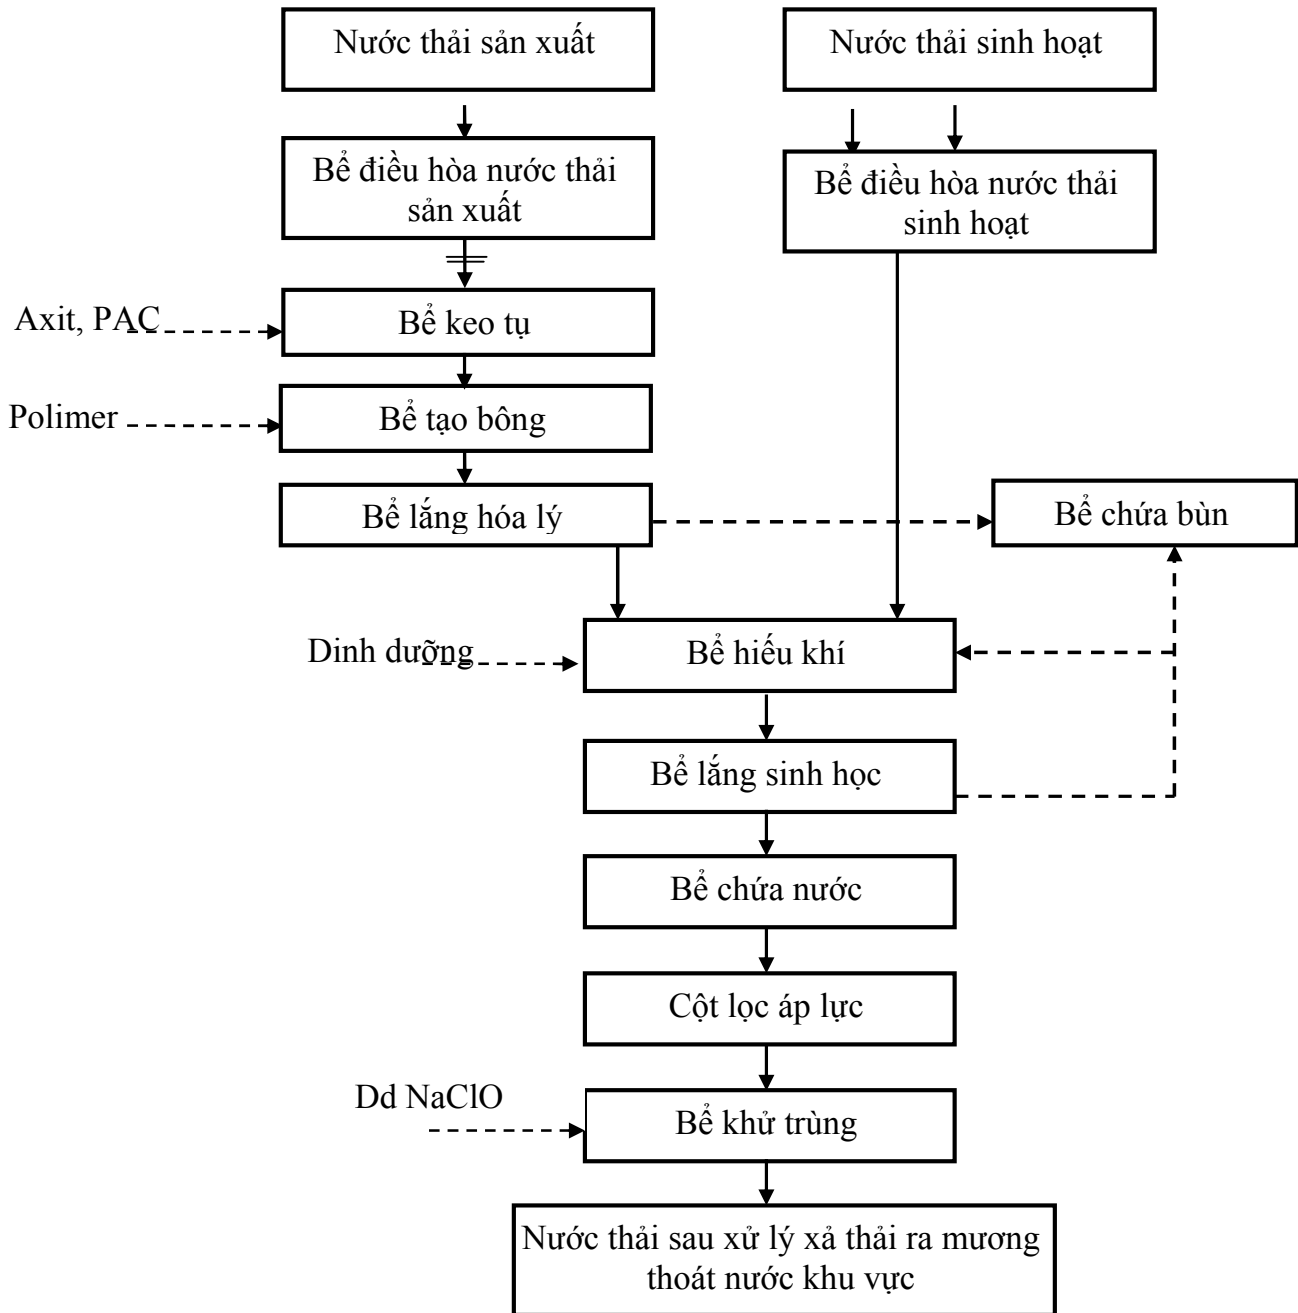 Nước thải sản xuất
Nước thải sinh hoạt
Bể điều hòa nước thải
sản xuất
Bể điều hòa nước thải
sinh hoạt
Axit, PAC
Bể keo tụ
Polimer
Bể tạo bông
Bể lắng hóa lý
Bể chứa bùn
Dinh dưỡng
Bể hiếu khí
Bể lắng sinh học
Bể chứa nước
Cột lọc áp lực
Dd NaClO
Bể khử trùng
Nước thải sau xử lý xả thải ra mương
thoát nước khu vực